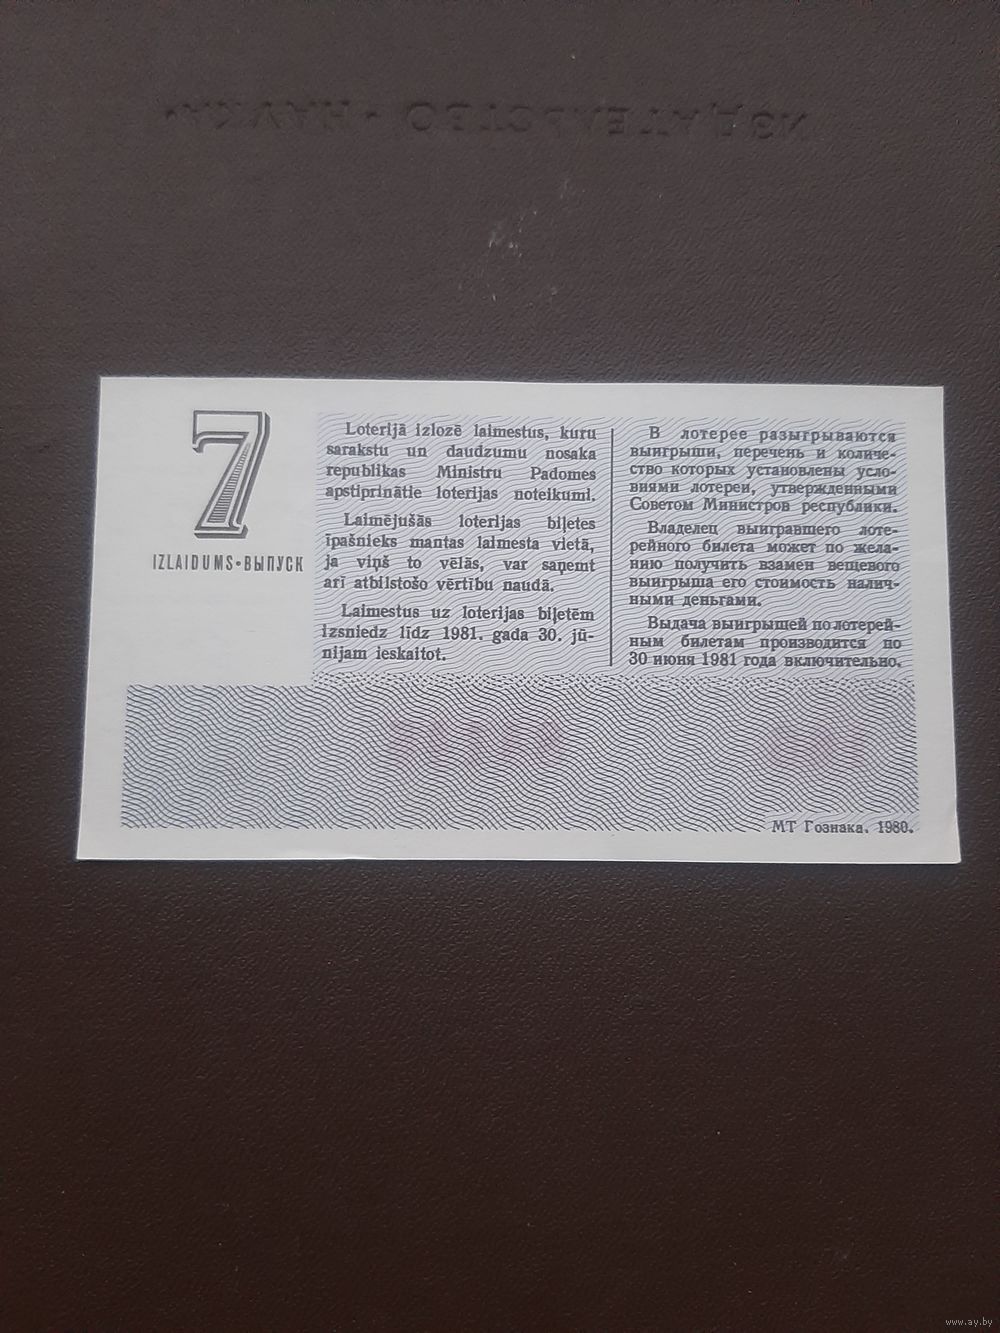 ИЗДАТЕЛЬСТВО · НАУКА ·
7
IZLAIDUMS • ВЫПУСК
Loterijā izlozē laimestus, kuru
sarakstu un daudzumu nosaka
republikas Ministru Padomes
apstiprinātie loterijas noteikumi.
Laimējušās loterijas biļetes
īpašnieks mantas laimesta vietā,
ja viņš to vēlās, var saņemt
arī atbilstošo vērtību naudā.
Laimestus uz loterijas biļetēm
izsniedz līdz 1981. gada 30. jū-
nijam ieskaitot.
В лотерее разыгрываются
выигрыши, перечень и количе-
ство которых установлены усло-
виями лотереи, утвержденными
Советом Министров республики.
Владелец выигравшего лоте-
рейного билета может по жела-
нию получить взамен вещевого
выигрыша его стоимость налич-
ными деньгами.
Выдача выигрышей по лотерей-
ным билетам производится по
30 июня 1981 года включительно.
МТ Гознака. 1980.
www.ay.by